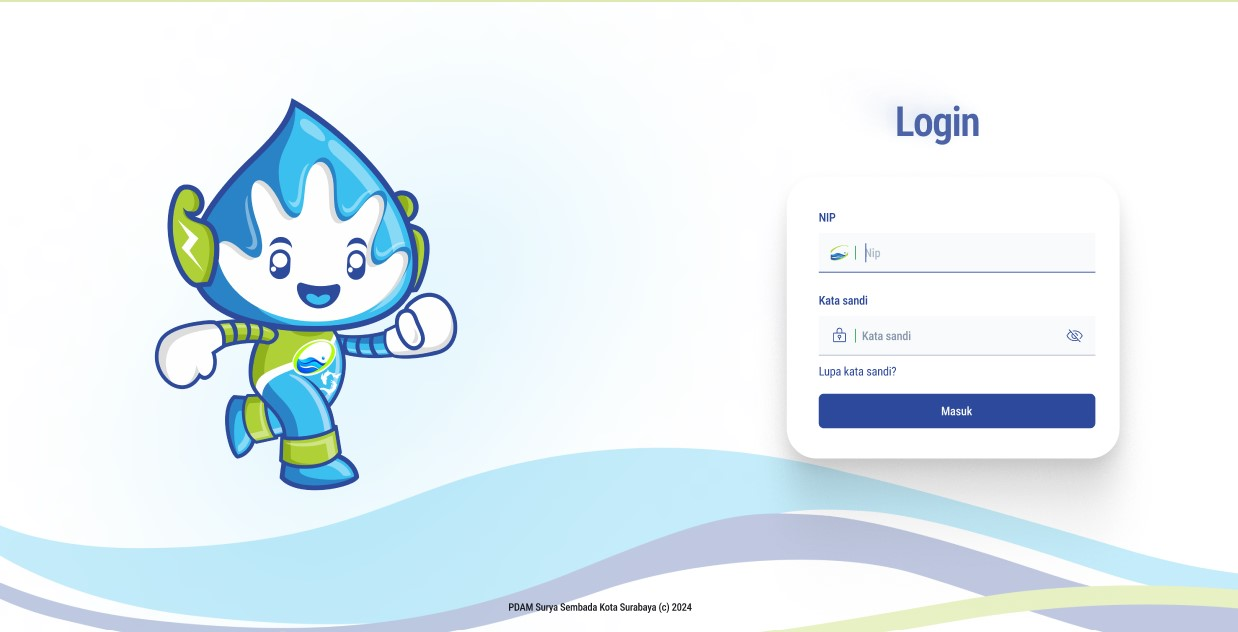 Login
NIP
Nip
Kata sandi
Kata sandi
Lupa kata sandi?
Masuk
PDAM Surya Sembada Kota Surabaya (c) 2024